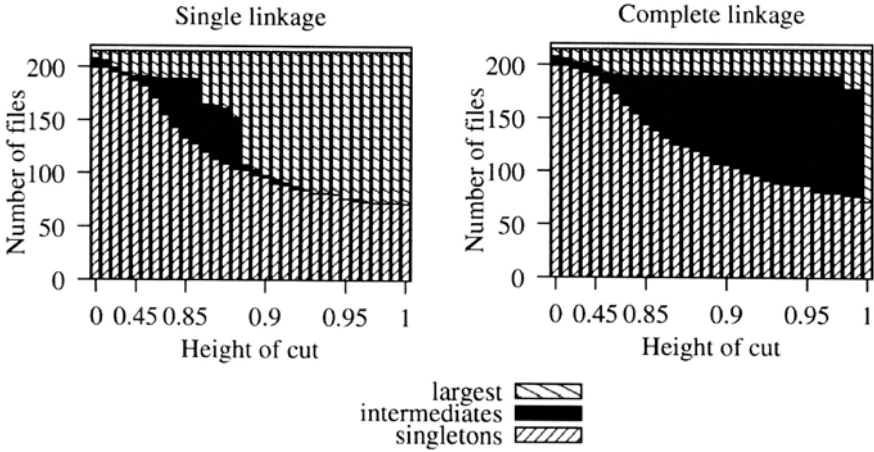 Single linkage
Number of files
200
150
100
50
0
0 0.45 0.85 0.9 0.95 1
Height of cut
Complete linkage
Number of files
200
150
100
50
0
0 0.45 0.85 0.9 0.95 1
Height of cut
largest
intermediates
singletons